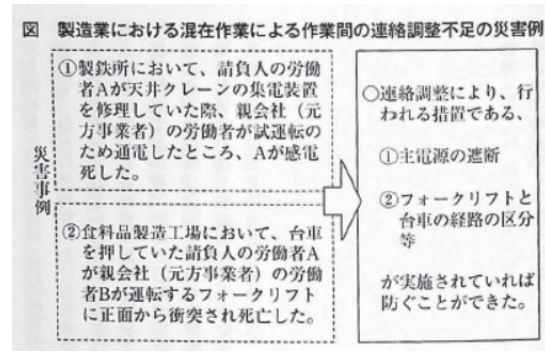 図 製造業における混在作業による作業間の連絡調整不足の災害例
災害事例
①製鉄所において、請負人の労働
者Aが天井クレーンの集電装置
を修理していた際、親会社（元
方事業者）の労働者が試運転の
ため通電したところ、Aが感電
死した。
②食料品製造工場において、台車
を押していた請負人の労働者A
が親会社（元方事業者）の労働
者Bが運転するフォークリフト
に正面から衝突され死亡した。
○連絡調整により、行
われる措置である、
①主電源の遮断
②フォークリフトと
台車の経路の区分
等
が実施されていれば
防ぐことができた。